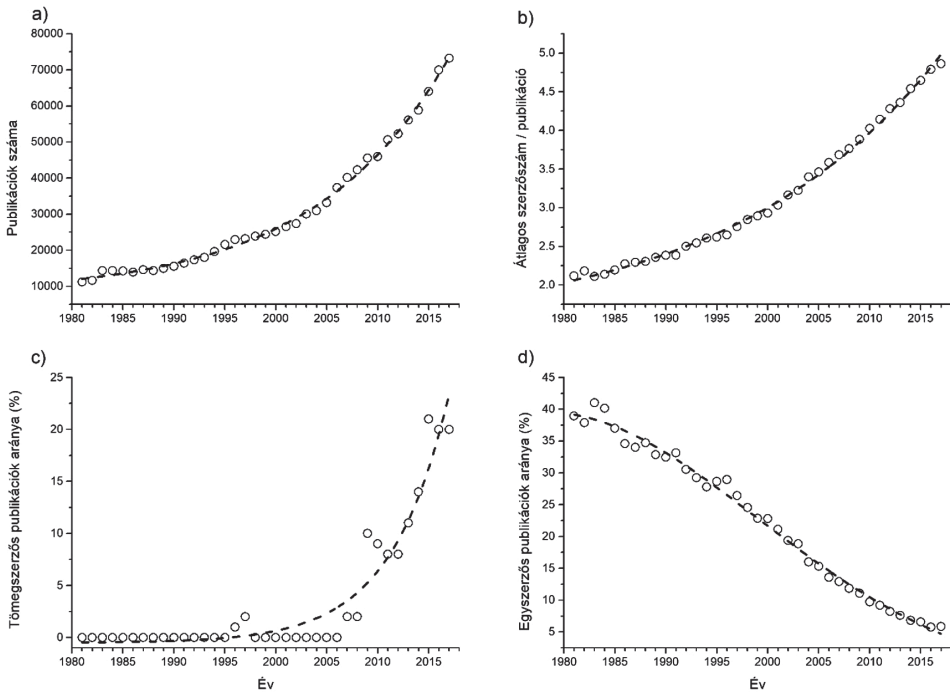 a)
80000
70000
60000
50000
40000
30000
20000
10000
Publikációk száma
1980 1985 1990 1995 2000 2005 2010 2015
b)
5.0
4.5
4.0
3.5
3.0
2.5
2.0
Átlagos szerzőszám / publikáció
1980 1985 1990 1995 2000 2005 2010 2015
c)
25
20
15
10
5
0
Tömegszerzős publikációk aránya (%)
1980 1985 1990 1995 2000 2005 2010 2015
Év
d)
45
40
35
30
25
20
15
10
5
Egyszerzős publikációk aránya (%)
1980 1985 1990 1995 2000 2005 2010 2015
Év